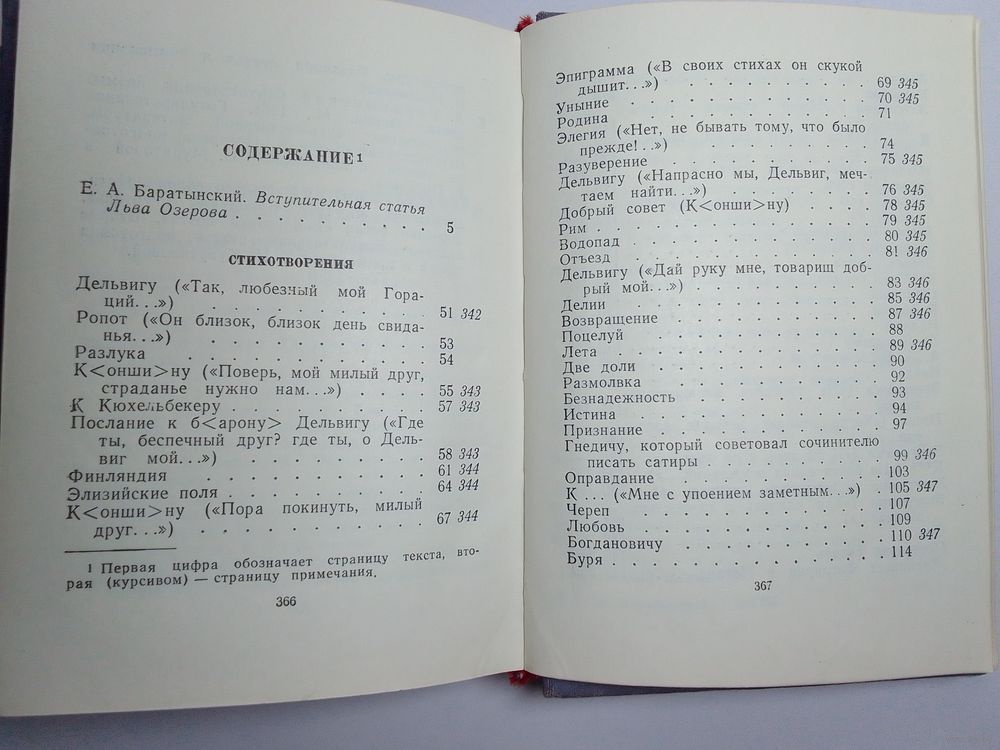 СОДЕРЖАНИЕ¹
Е. А. Баратынский. Вступительная статья
Льва Озерова . . . . . . . . . . 5
СТИХОТВОРЕНИЯ
Дельвигу («Так, любезный мой Гора-
ций. . .») . . . . . . . . . . 51 342
Ропот («Он близок, близок день свида-
нья. . .») . . . . . . . . . . 53
Разлука . . . . . . . . . . 54
К<онши>ну («Поверь, мой милый друг,
страданье нужно нам. . .») . . . . 55 343
К Кюхельбекеру . . . . . . . . . 57 343
Послание к б<арону> Дельвигу («Где
ты, беспечный друг? где ты, о Дель-
виг мой. . .») . . . . . . . . 58 343
Финляндия . . . . . . . . . . 61 344
Элизийские поля . . . . . . . . . 64 344
К<онши>ну («Пора покинуть, милый
друг. . .») . . . . . . . . . . 67 344
¹ Первая цифра обозначает страницу текста, вто-
рая (курсивом) — страницу примечания.
366
Эпиграмма («В своих стихах он скукой
дышит. . .») . . . . . . . . . 69 345
Уныние . . . . . . . . . . 70 345
Родина . . . . . . . . . . 71
Элегия («Нет, не бывать тому, что было
прежде! . .») . . . . . . . . . 74
Разуверение . . . . . . . . . . 75 345
Дельвигу («Напрасно мы, Дельвиг, меч-
таем найти. . .») . . . . . . . 76 345
Добрый совет (К<онши>ну) . . . . 78 345
Рим . . . . . . . . . . 79 345
Водопад . . . . . . . . . . 80 345
Отъезд . . . . . . . . . . 81 346
Дельвигу («Дай руку мне, товарищ доб-
рый мой. . .») . . . . . . . . 83 346
Делии . . . . . . . . . . 85 346
Возвращение . . . . . . . . . . 87 346
Поцелуй . . . . . . . . . . 88
Лета . . . . . . . . . . 89 346
Две доли . . . . . . . . . . 90
Размолвка . . . . . . . . . . 92
Безнадежность . . . . . . . . . . 93
Истина . . . . . . . . . . 94
Признание . . . . . . . . . . 97
Гнедичу, который советовал сочинителю
писать сатиры . . . . . . . . 99 346
Оправдание . . . . . . . . . . 103
К . . . («Мне с упоением заметным. . .») . 105 347
Череп . . . . . . . . . . 107
Любовь . . . . . . . . . . 109
Богдановичу . . . . . . . . . . 110 347
Буря . . . . . . . . . . 114
367